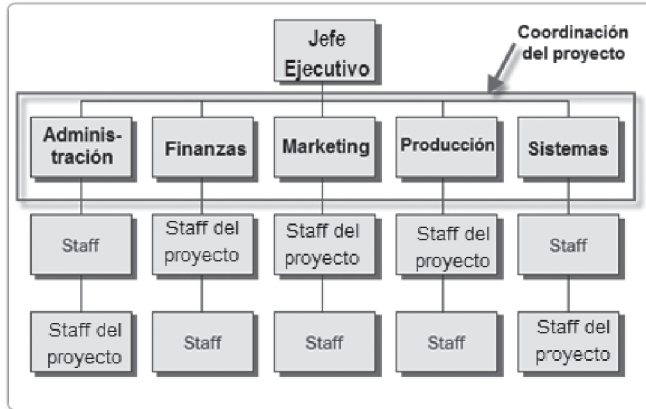 Jefe
Ejecutivo
Coordinación
del proyecto
Adminis-
tración
Finanzas
Marketing
Producción
Sistemas
Staff
Staff del
proyecto
Staff del
proyecto
Staff del
proyecto
Staff
Staff del
proyecto
Staff
Staff
Staff
Staff del
proyecto